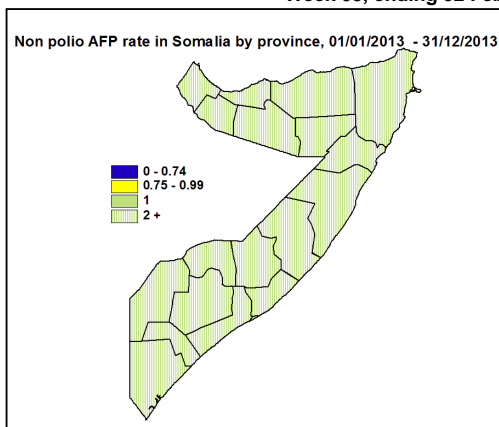 Non polio AFP rate in Somalia by province, 01/01/2013 - 31/12/2013
0 - 0.74
0.75 - 0.99
1
2 +